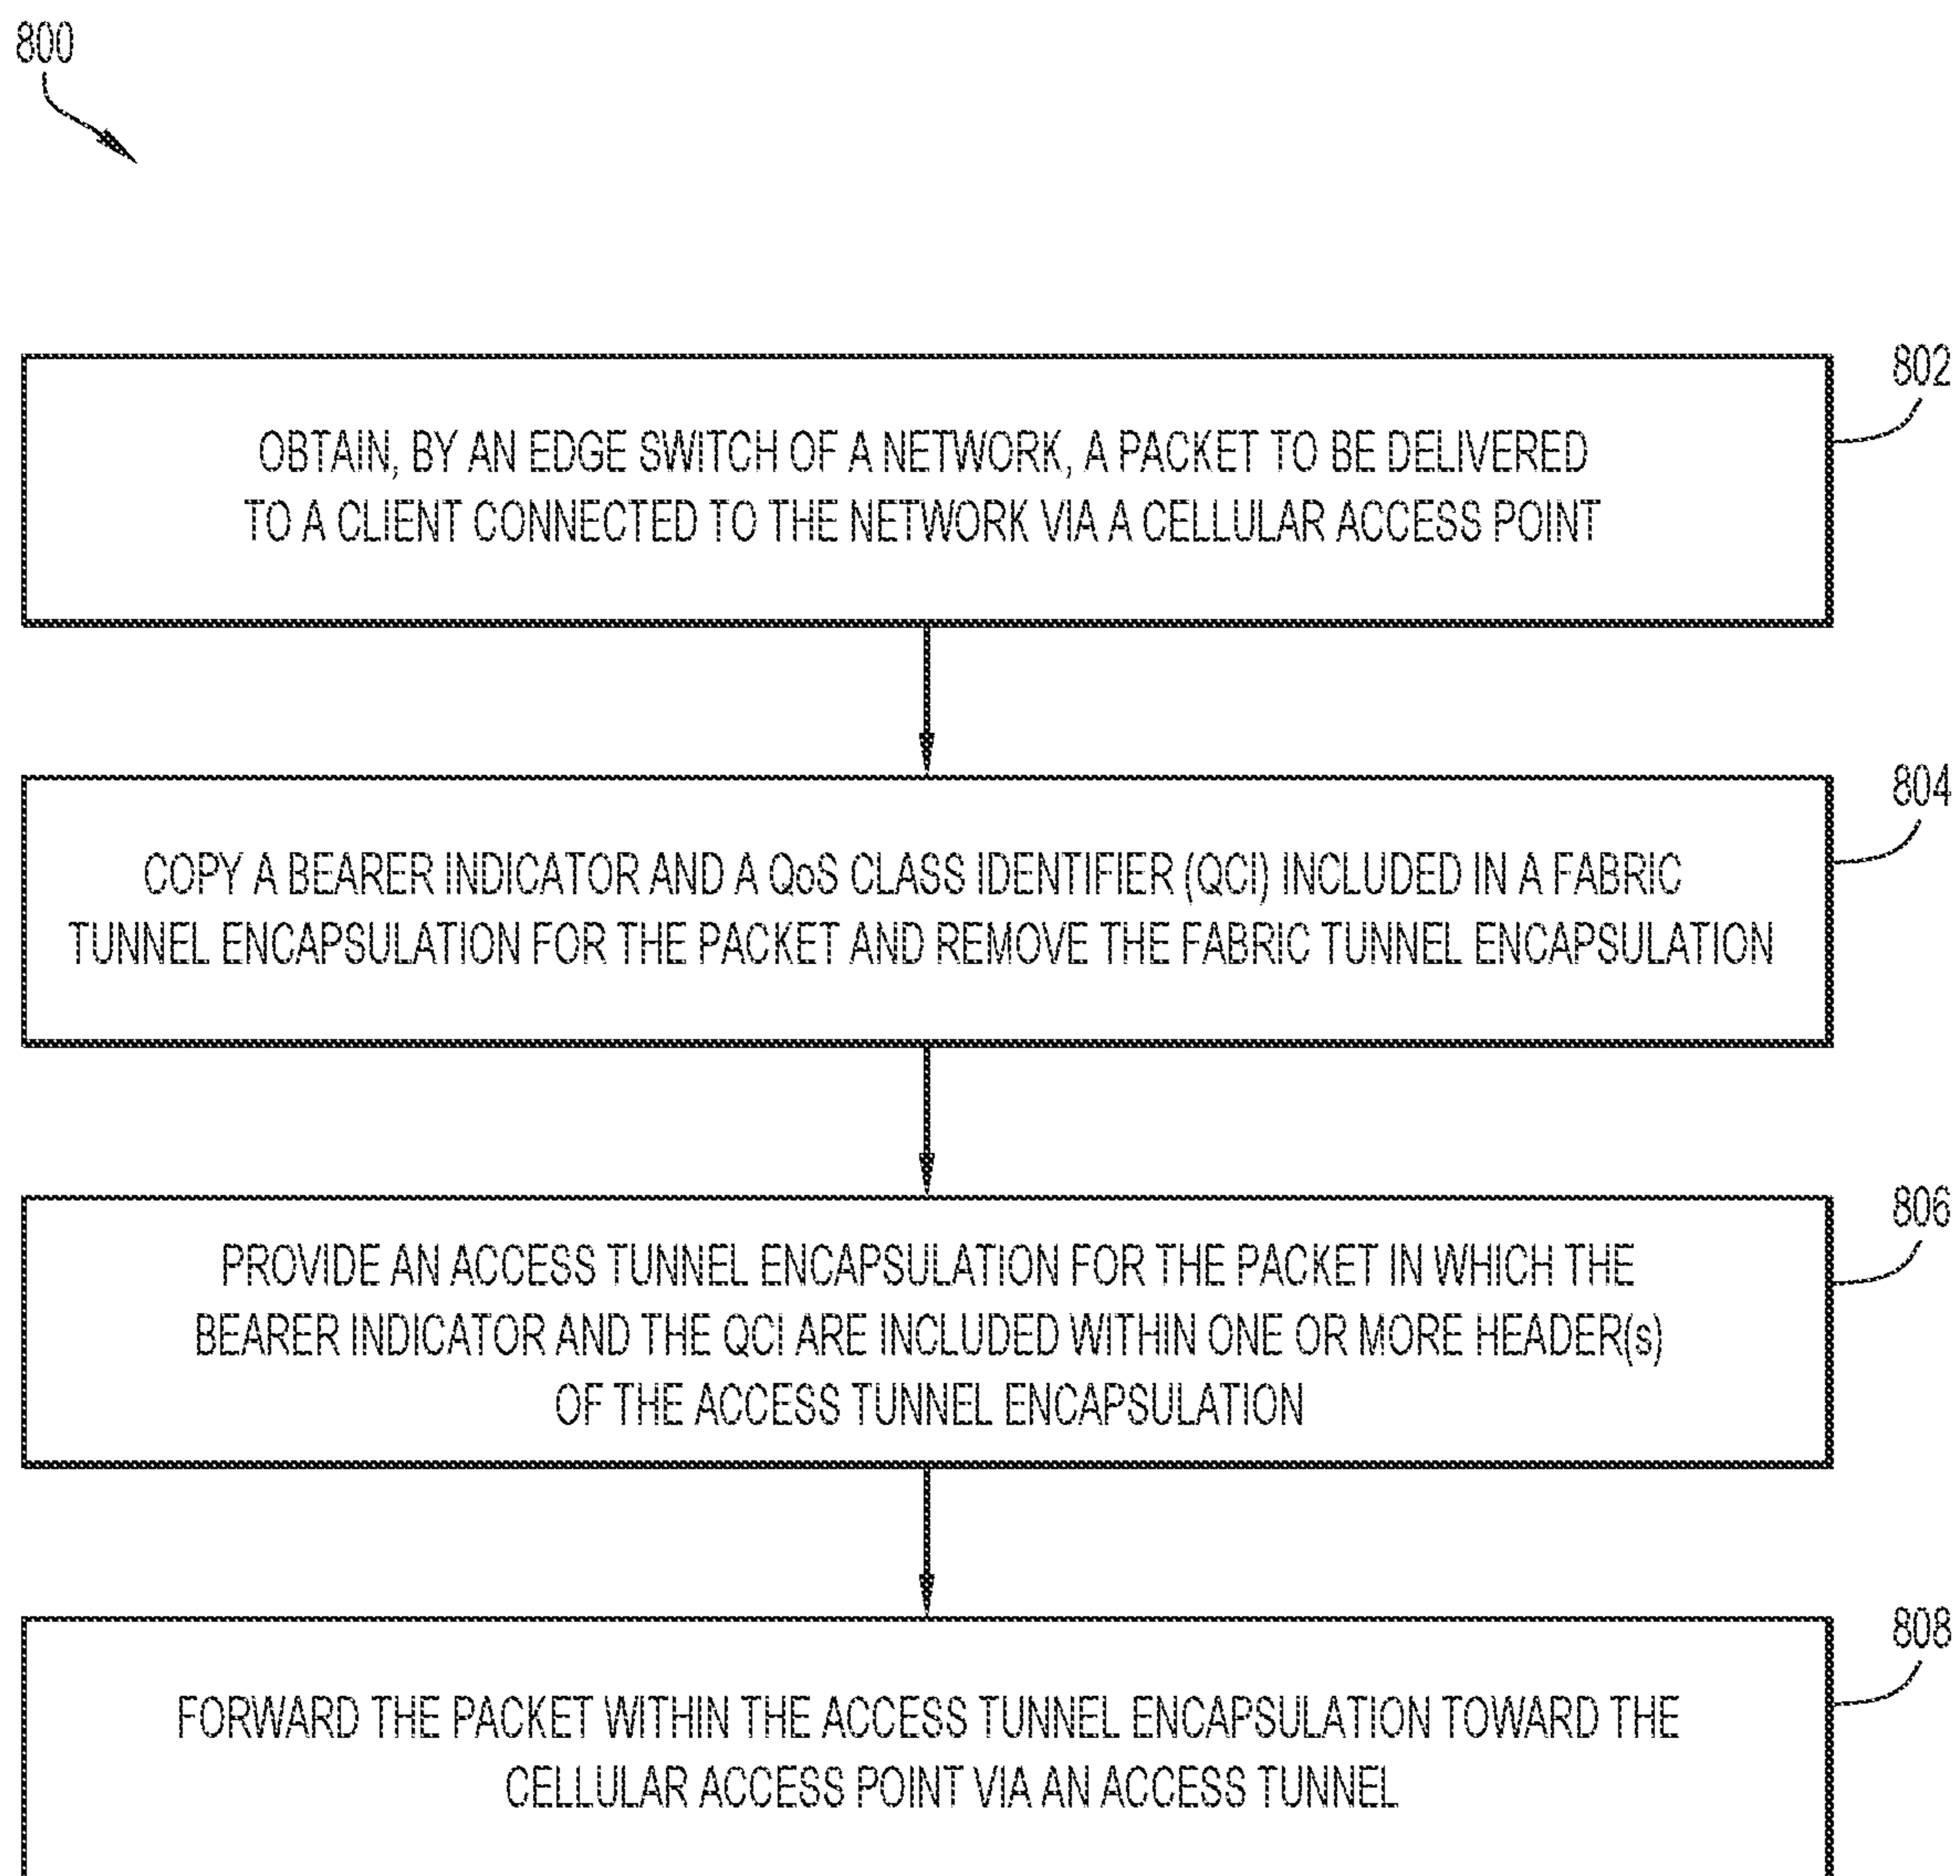 800
802
OBTAIN, BY AN EDGE SWITCH OF A NETWORK, A PACKET TO BE DELIVERED
TO A CLIENT CONNECTED TO THE NETWORK VIA A CELLULAR ACCESS POINT
804
COPY A BEARER INDICATOR AND A QoS CLASS IDENTIFIER (QCI) INCLUDED IN A FABRIC
TUNNEL ENCAPSULATION FOR THE PACKET AND REMOVE THE FABRIC TUNNEL ENCAPSULATION
806
PROVIDE AN ACCESS TUNNEL ENCAPSULATION FOR THE PACKET IN WHICH THE
BEARER INDICATOR AND THE QCI ARE INCLUDED WITHIN ONE OR MORE HEADER(s)
OF THE ACCESS TUNNEL ENCAPSULATION
808
FORWARD THE PACKET WITHIN THE ACCESS TUNNEL ENCAPSULATION TOWARD THE
CELLULAR ACCESS POINT VIA AN ACCESS TUNNEL